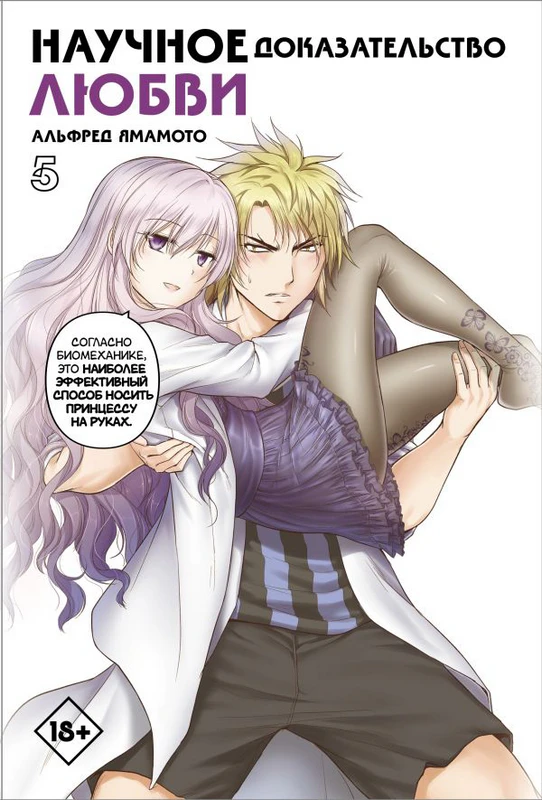 НАУЧНОЕ ДОКАЗАТЕЛЬСТВО
ЛЮБВИ
АЛЬФРЕД ЯМАМОТО
5
СОГЛАСНО
БИОМЕХАНИКЕ,
ЭТО НАИБОЛЕЕ
ЭФФЕКТИВНЫЙ
СПОСОБ НОСИТЬ
ПРИНЦЕССУ
НА РУКАХ.
18+